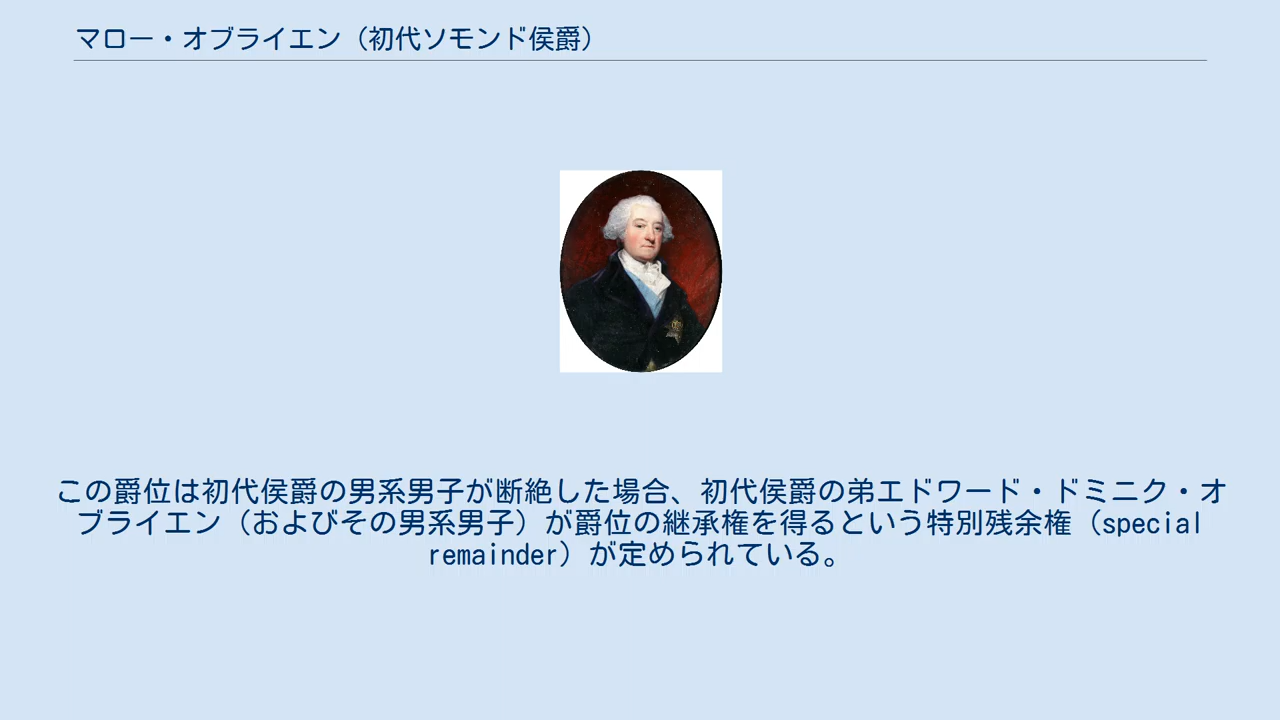 マロー・オブライエン（初代ソモンド侯爵）
この爵位は初代侯爵の男系男子が断絶した場合、初代侯爵の弟エドワード・ドミニク・オ
ブライエン（およびその男系男子）が爵位の継承権を得るという特別残余権（special
remainder）が定められている。